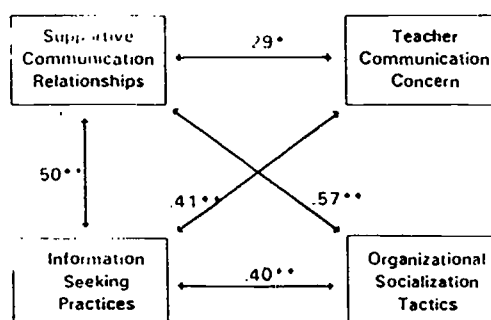 Supportive
Communication
Relationships
.29*
Teacher
Communication
Concern
.50**
.41**
.57**
Information
Seeking
Practices
.40**
Organizational
Socialization
Tactics